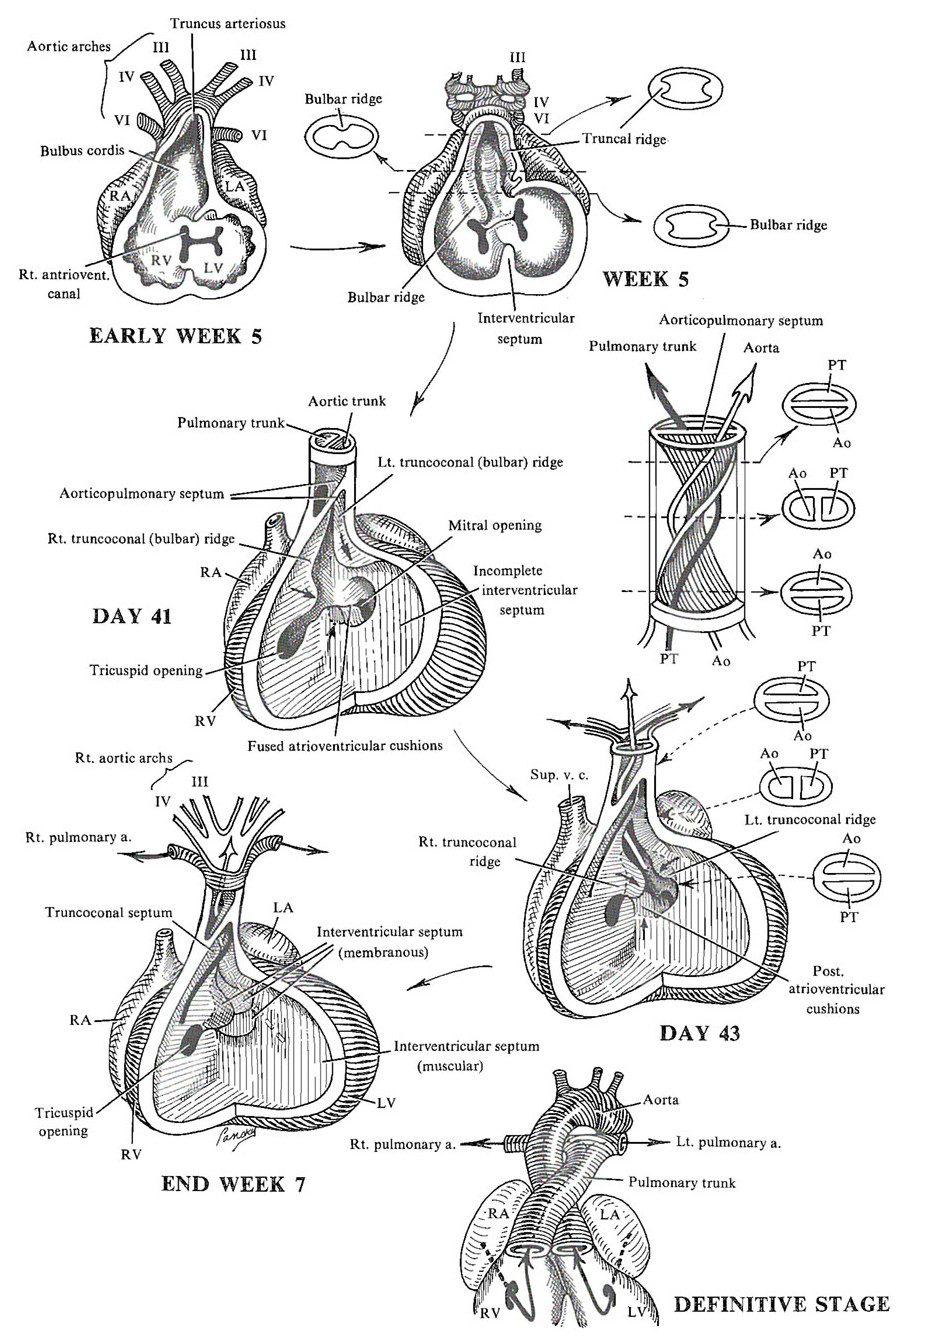 Truncus arteriosus
Aortic arches
III
III
IV
IV
VI
VI
Bulbus cordis
RA
LA
RV
LV
Rt. antriovent.
canal
EARLY WEEK 5
Bulbar ridge
III
IV
VI
Truncal ridge
Bulbar ridge
Bulbar ridge
Interventricular
septum
WEEK 5
Aorticopulmonary septum
Pulmonary trunk
Aorta
PT
Ao
Ao
PT
Ao
PT
PT
Ao
Aortic trunk
Pulmonary trunk
Lt. truncoconal (bulbar) ridge
Aorticopulmonary septum
Mitral opening
Rt. truncoconal (bulbar) ridge
RA
Incomplete
interventricular
septum
DAY 41
Tricuspid opening
RV
Fused atrioventricular cushions
PT
Ao
Ao
PT
Sup. v. c.
Lt. truncoconal ridge
Rt. truncoconal
ridge
Ao
PT
Post.
atrioventricular
cushions
DAY 43
Rt. aortic archs
III
IV
Rt. pulmonary a.
LA
Truncoconal septum
Interventricular septum
(membranous)
RA
Interventricular septum
(muscular)
Tricuspid
opening
LV
RV
Pansky
END WEEK 7
Aorta
Rt. pulmonary a.
Lt. pulmonary a.
Pulmonary trunk
RA
LA
RV
LV
DEFINITIVE STAGE